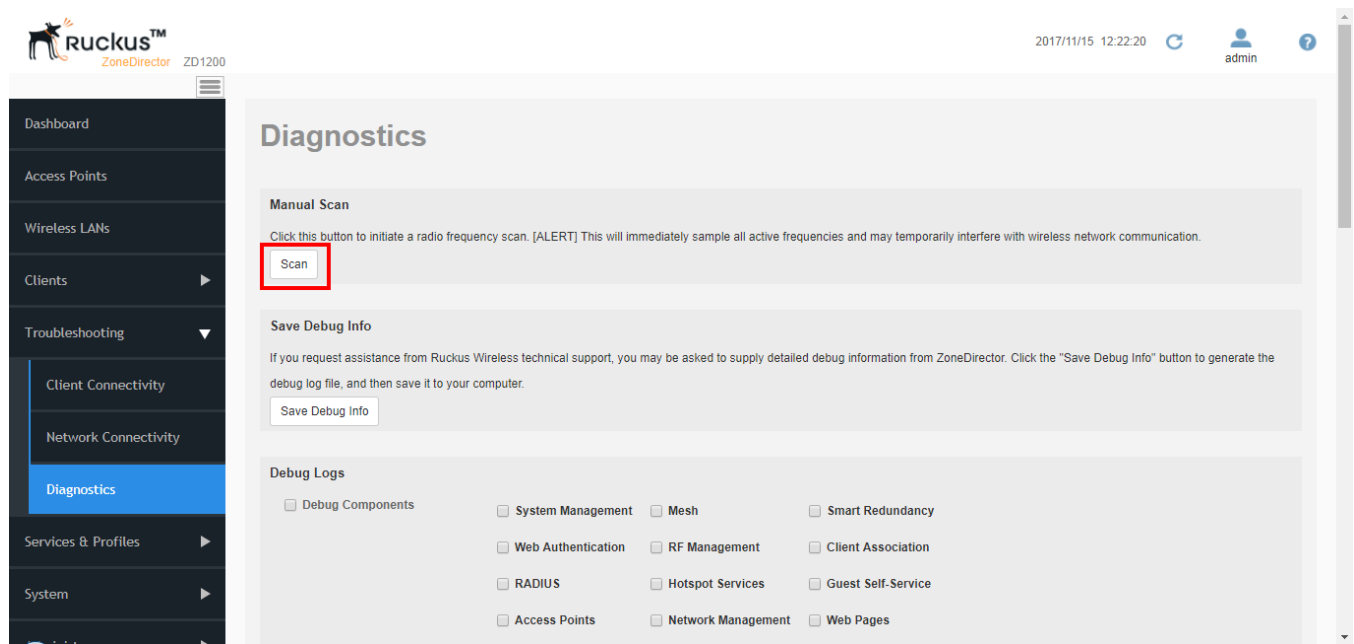 Ruckus™
ZoneDirector ZD1200
2017/11/15 12:22:20
admin
Dashboard
Access Points
Wireless LANs
Clients
Troubleshooting
Client Connectivity
Network Connectivity
Diagnostics
Services & Profiles
System
Diagnostics
Manual Scan
Click this button to initiate a radio frequency scan. [ALERT] This will immediately sample all active frequencies and may temporarily interfere with wireless network communication.
Scan
Save Debug Info
If you request assistance from Ruckus Wireless technical support, you may be asked to supply detailed debug information from ZoneDirector. Click the "Save Debug Info" button to generate the
debug log file, and then save it to your computer.
Save Debug Info
Debug Logs
Debug Components
System Management Mesh Smart Redundancy
Web Authentication RF Management Client Association
RADIUS Hotspot Services Guest Self-Service
Access Points Network Management Web Pages